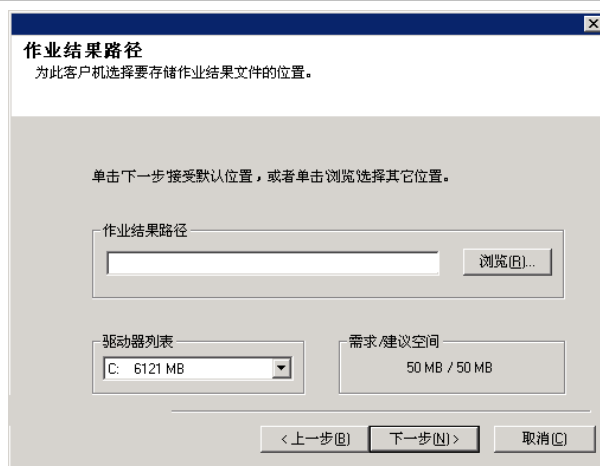 作业结果路径
为此客户机选择要存储作业结果文件的位置。
单击下一步接受默认位置，或者单击浏览选择其它位置。
作业结果路径
浏览(R)...
驱动器列表
需求/建议空间
C: 6121 MB
50 MB / 50 MB
<上一步(B)
下一步(N)>
取消(C)